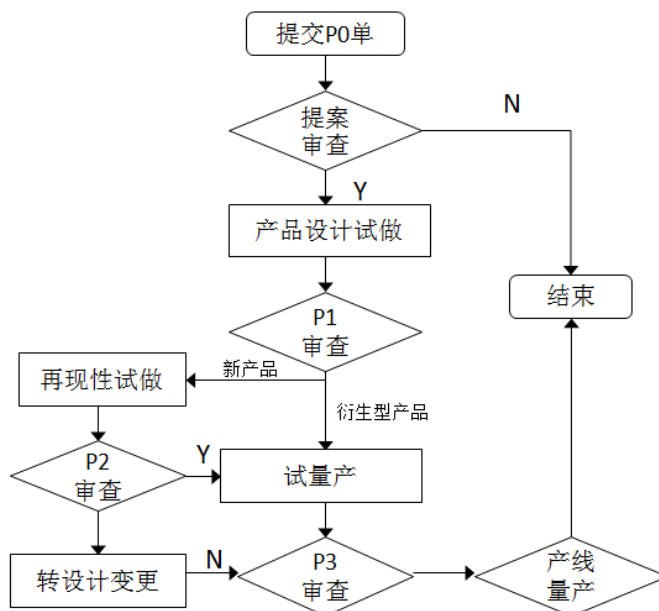 提交P0单
提案
审查
N
Y
产品设计试做
结束
P1
审查
新产品
再现性试做
衍生型产品
P2
审查
Y
试量产
转设计变更
N
P3
审查
产线
量产